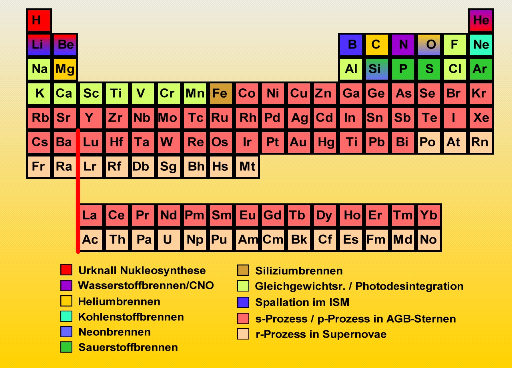 H He
Li Be B C N O F Ne
Na Mg Al Si P S Cl Ar
K Ca Sc Ti V Cr Mn Fe Co Ni Cu Zn Ga Ge As Se Br Kr
Rb Sr Y Zr Nb Mo Tc Ru Rh Pd Ag Cd In Sn Sb Te I Xe
Cs Ba Lu Hf Ta W Re Os Ir Pt Au Hg Ti Pb Bi Po At Rn
Fr Ra Lr Rf Db Sg Bh Hs Mt
La Ce Pr Nd Pm Sm Eu Gd Tb Dy Ho Er Tm Yb
Ac Th Pa U Np Pu Am Cm Bk Cf Es Fm Md No
Urknall Nukleosynthese
Wasserstoffbrennen/CNO
Heliumbrennen
Kohlenstoffbrennen
Neonbrennen
Sauerstoffbrennen
Siliziumbrennen
Gleichgewichtsr. / Photodesintegration
Spallation im ISM
s-Prozess / p-Prozess in AGB-Sternen
r-Prozess in Supernovae